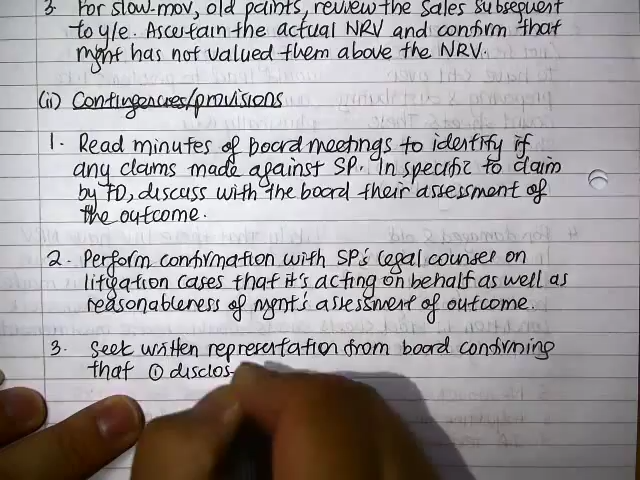 3. For slow-mov, old paints, review the sales subsequent
to y/e. Ascertain the actual NRV and confirm that
mgnt has not valued them above the NRV.
(ii) Contingencies/provisions
1. Read minutes of board meetings to identify if
any claims made against SP. In specific to claim
by FD, discuss with the board their assessment of
the outcome.
2. Perform confirmation with SP's legal counsel on
litigation cases that it's acting on behalf as well as
reasonableness of mgnt's assessment of outcome.
3. Seek written representation from board confirming
that ① disclos